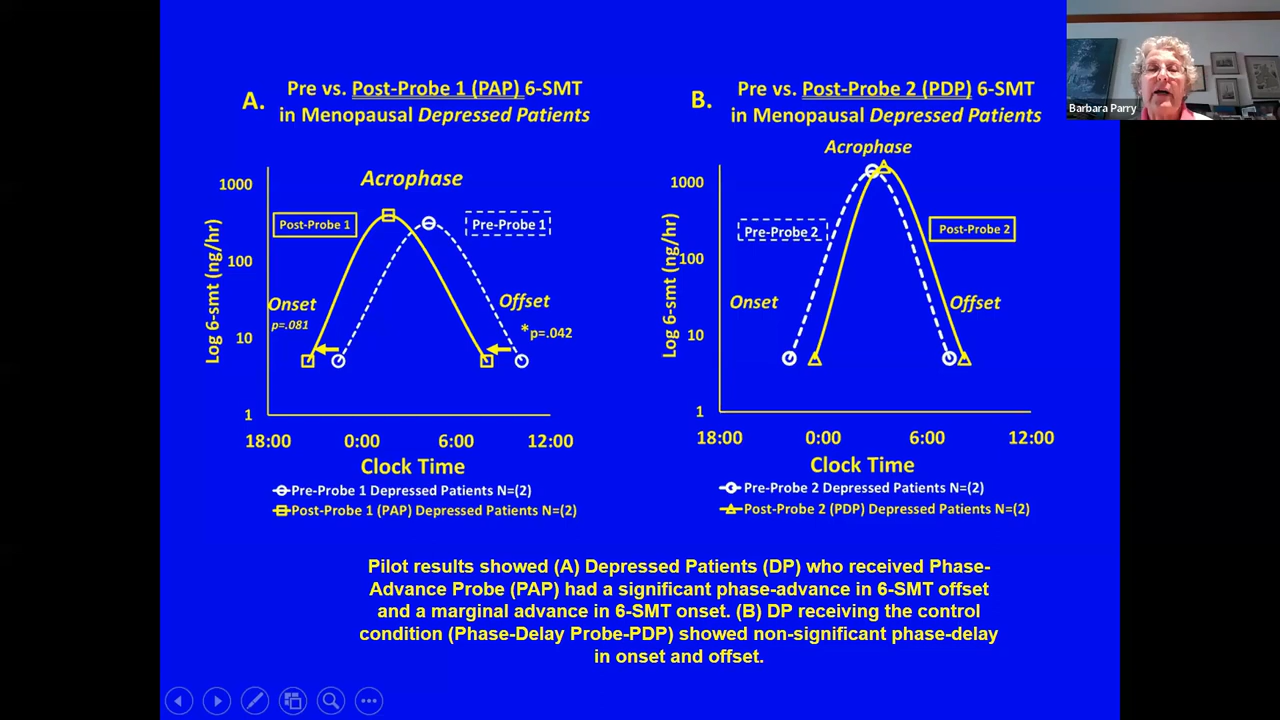 Barbara Parry
A.
Pre vs. Post-Probe 1 (PAP) 6-SMT
in Menopausal Depressed Patients
Acrophase
1000
100
10
1
Log 6-smt (ng/hr)
Post-Probe 1
Pre-Probe 1
Onset
p=.081
Offset
*p=.042
18:00 0:00 6:00 12:00
Clock Time
Pre-Probe 1 Depressed Patients N=(2)
Post-Probe 1 (PAP) Depressed Patients N=(2)
B.
Pre vs. Post-Probe 2 (PDP) 6-SMT
in Menopausal Depressed Patients
Acrophase
1000
100
10
1
Log 6-smt (ng/hr)
Pre-Probe 2
Post-Probe 2
Onset
Offset
18:00 0:00 6:00 12:00
Clock Time
Pre-Probe 2 Depressed Patients N=(2)
Post-Probe 2 (PDP) Depressed Patients N=(2)
Pilot results showed (A) Depressed Patients (DP) who received Phase-
Advance Probe (PAP) had a significant phase-advance in 6-SMT offset
and a marginal advance in 6-SMT onset. (B) DP receiving the control
condition (Phase-Delay Probe-PDP) showed non-significant phase-delay
in onset and offset.